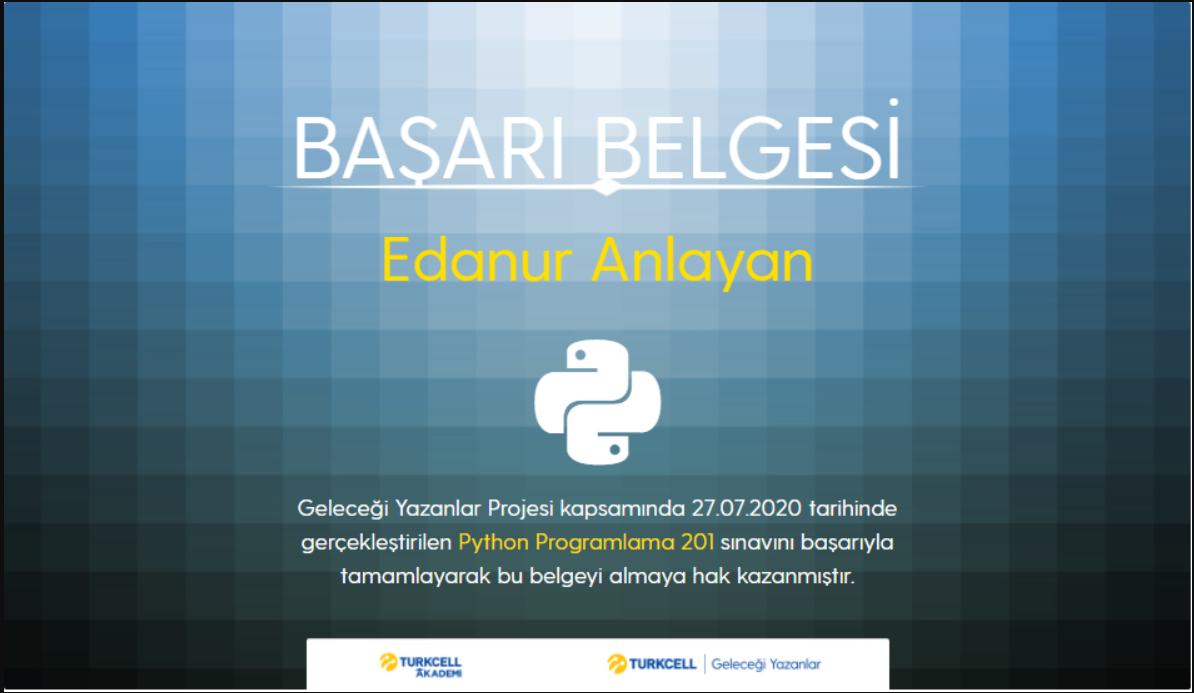 BAŞARI BELGESİ
Edanur Anlayan
Geleceği Yazanlar Projesi kapsamında 27.07.2020 tarihinde
gerçekleştirilen Python Programlama 201 sınavını başarıyla
tamamlayarak bu belgeyi almaya hak kazanmıştır.
TURKCELL
AKADEMİ
TURKCELL | Geleceği Yazanlar